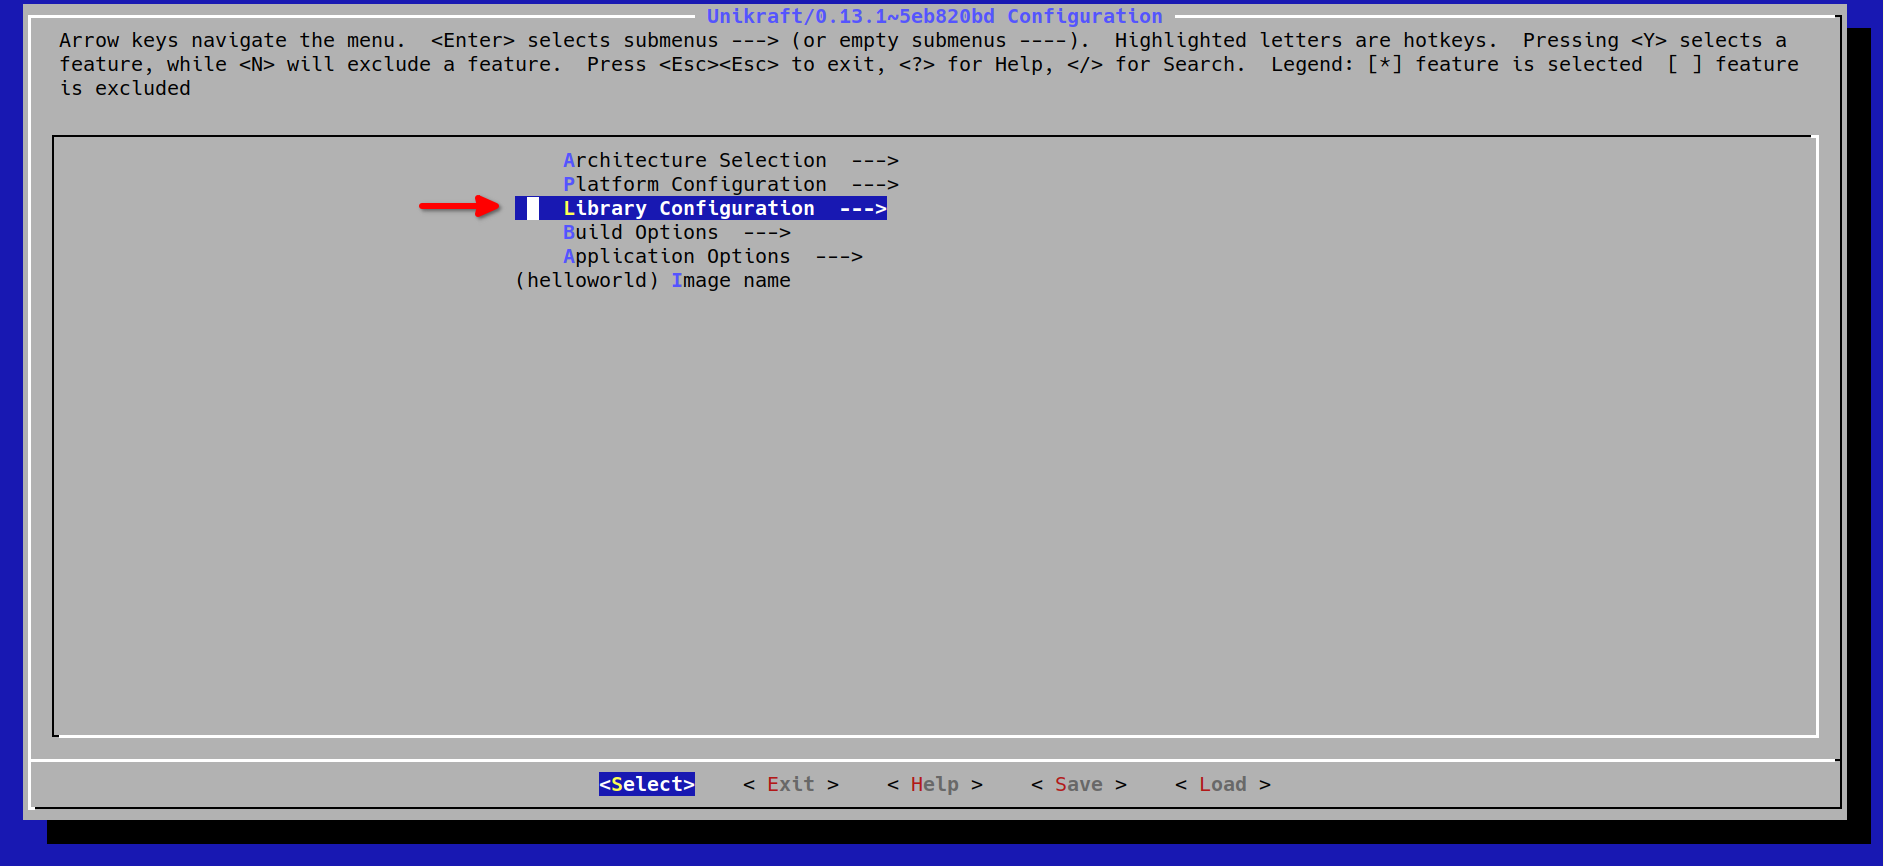 Unikraft/0.13.1~5eb820bd Configuration
Arrow keys navigate the menu.  <Enter> selects submenus ---> (or empty submenus ----).  Highlighted letters are hotkeys.  Pressing <Y> selects a
feature, while <N> will exclude a feature.  Press <Esc><Esc> to exit, <?> for Help, </> for Search.  Legend: [*] feature is selected  [ ] feature
is excluded
Architecture Selection  --->
Platform Configuration  --->
Library Configuration  --->
Build Options  --->
Application Options  --->
(helloworld) Image name
<Select>    < Exit >    < Help >    < Save >    < Load >